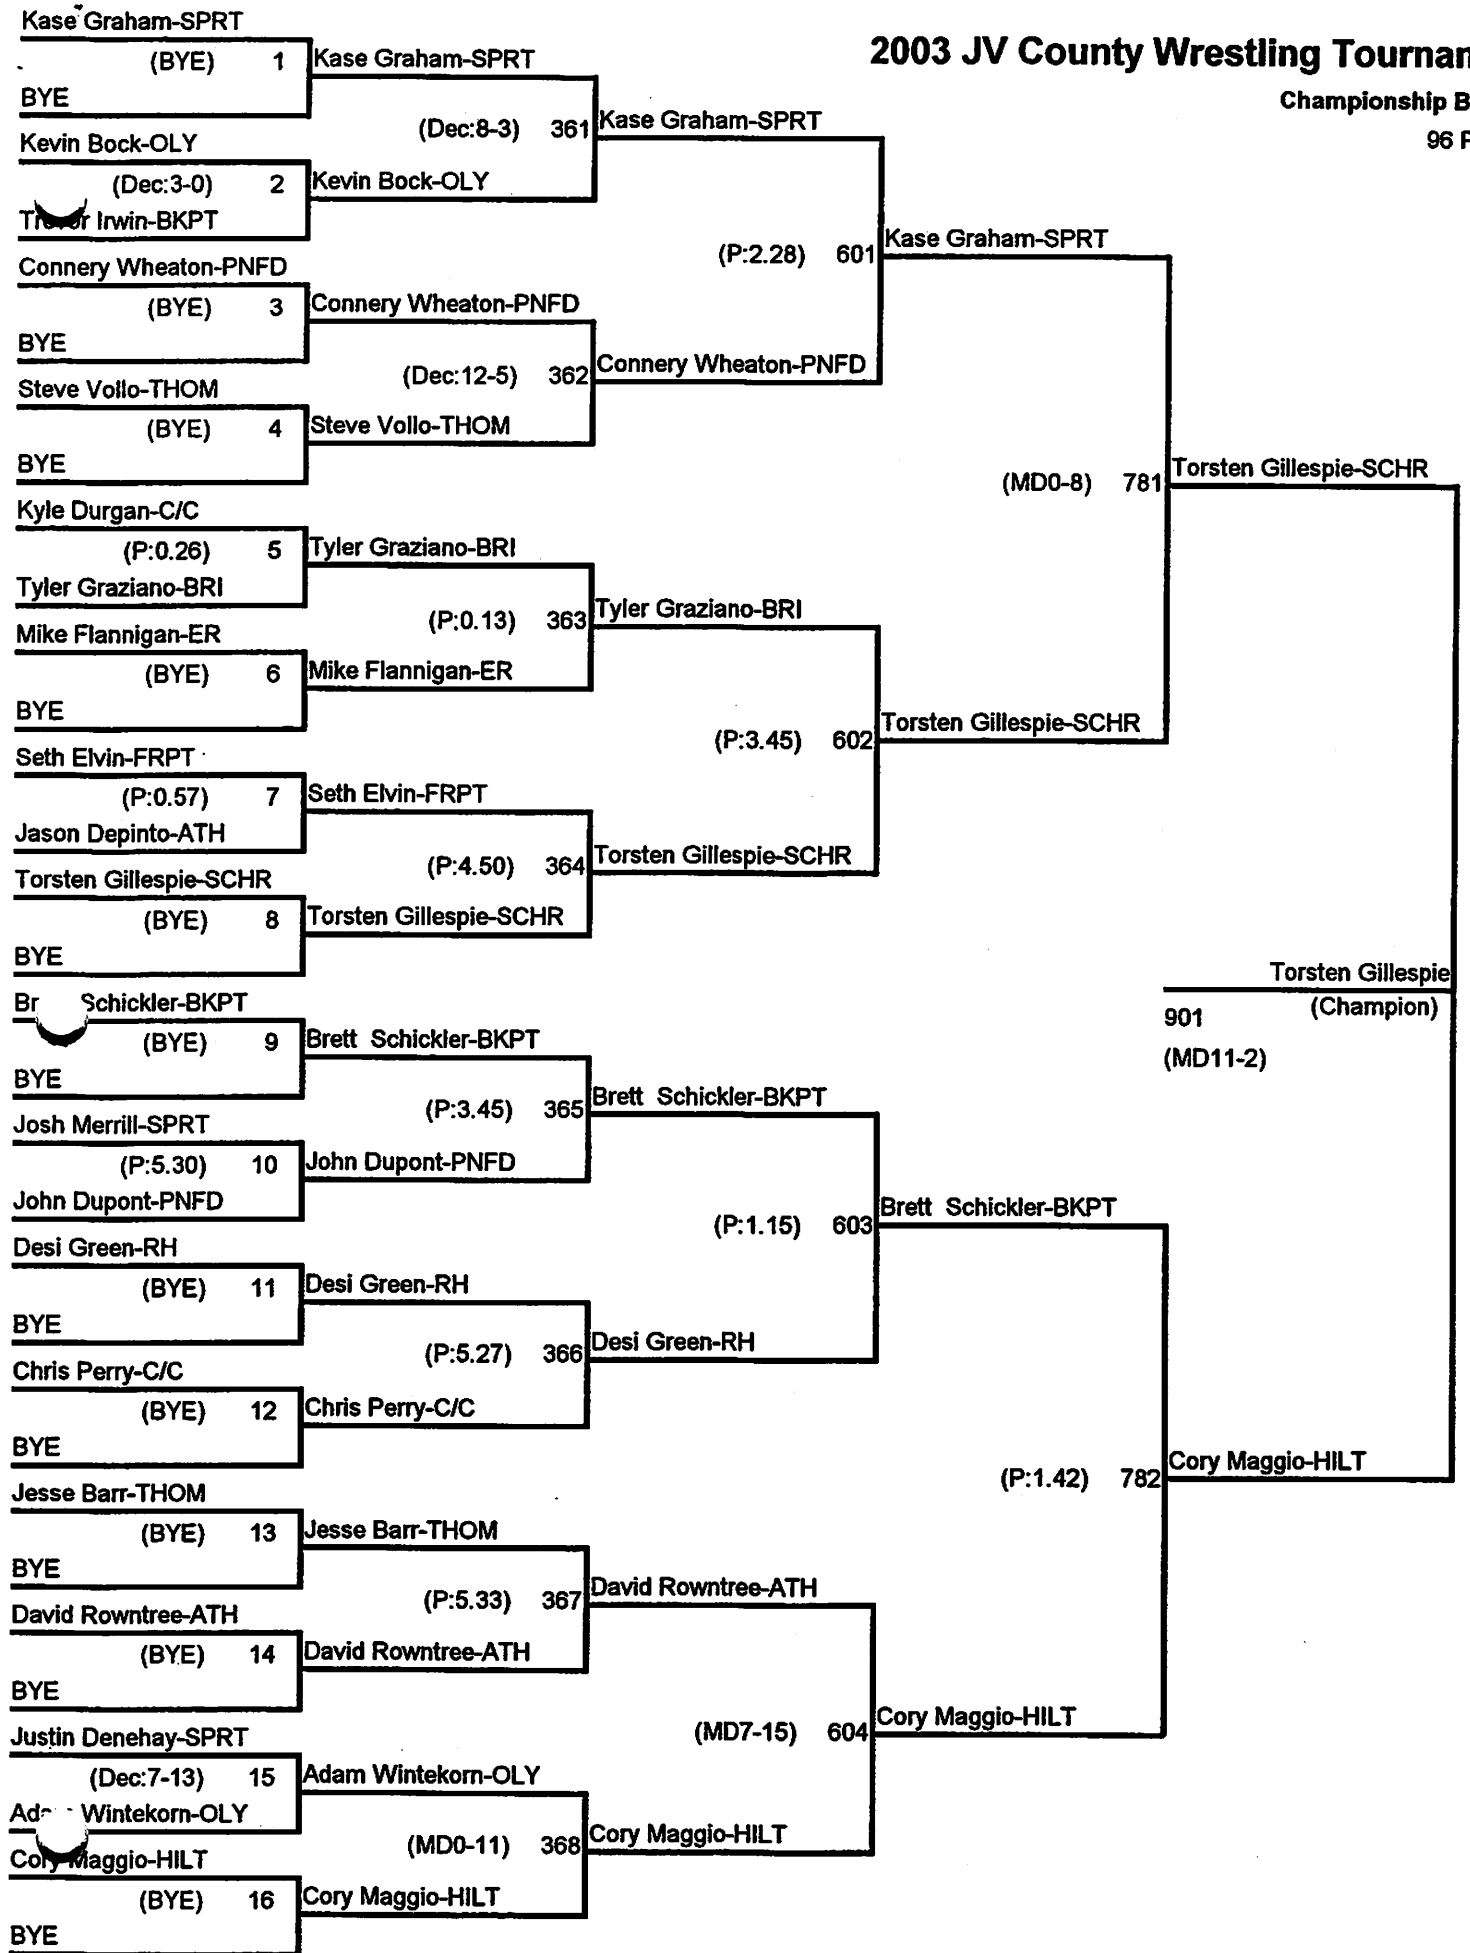 2003 JV County Wrestling Tournam
Championship B
96 P
Kase Graham-SPRT
(BYE) 1
BYE
Kase Graham-SPRT
Kevin Bock-OLY
(Dec:3-0) 2
Irwin-BKPT
Kevin Bock-OLY
(Dec:8-3) 361
Kase Graham-SPRT
Connery Wheaton-PNFD
(BYE) 3
BYE
Connery Wheaton-PNFD
Steve Vollo-THOM
(BYE) 4
BYE
Steve Vollo-THOM
(Dec:12-5) 362
Connery Wheaton-PNFD
(P:2.28) 601
Kase Graham-SPRT
Kyle Durgan-C/C
(P:0.26) 5
Tyler Graziano-BRI
Tyler Graziano-BRI
Mike Flannigan-ER
(BYE) 6
BYE
Mike Flannigan-ER
(P:0.13) 363
Tyler Graziano-BRI
Seth Elvin-FRPT
(P:0.57) 7
Jason Depinto-ATH
Seth Elvin-FRPT
Torsten Gillespie-SCHR
(BYE) 8
BYE
Torsten Gillespie-SCHR
(P:4.50) 364
Torsten Gillespie-SCHR
(P:3.45) 602
Torsten Gillespie-SCHR
(MD0-8) 781
Torsten Gillespie-SCHR
Schickler-BKPT
(BYE) 9
BYE
Brett Schickler-BKPT
Josh Merrill-SPRT
(P:5.30) 10
John Dupont-PNFD
John Dupont-PNFD
(P:3.45) 365
Brett Schickler-BKPT
Desi Green-RH
(BYE) 11
BYE
Desi Green-RH
Chris Perry-C/C
(BYE) 12
BYE
Chris Perry-C/C
(P:5.27) 366
Desi Green-RH
(P:1.15) 603
Brett Schickler-BKPT
Jesse Barr-THOM
(BYE) 13
BYE
Jesse Barr-THOM
David Rowntree-ATH
(BYE) 14
BYE
David Rowntree-ATH
(P:5.33) 367
David Rowntree-ATH
Justin Denehay-SPRT
(Dec:7-13) 15
Wintekorn-OLY
Adam Wintekorn-OLY
Cory Maggio-HILT
(BYE) 16
BYE
Cory Maggio-HILT
(MD0-11) 368
Cory Maggio-HILT
(MD7-15) 604
Cory Maggio-HILT
(P:1.42) 782
Cory Maggio-HILT
Torsten Gillespie
(Champion)
901
(MD11-2)